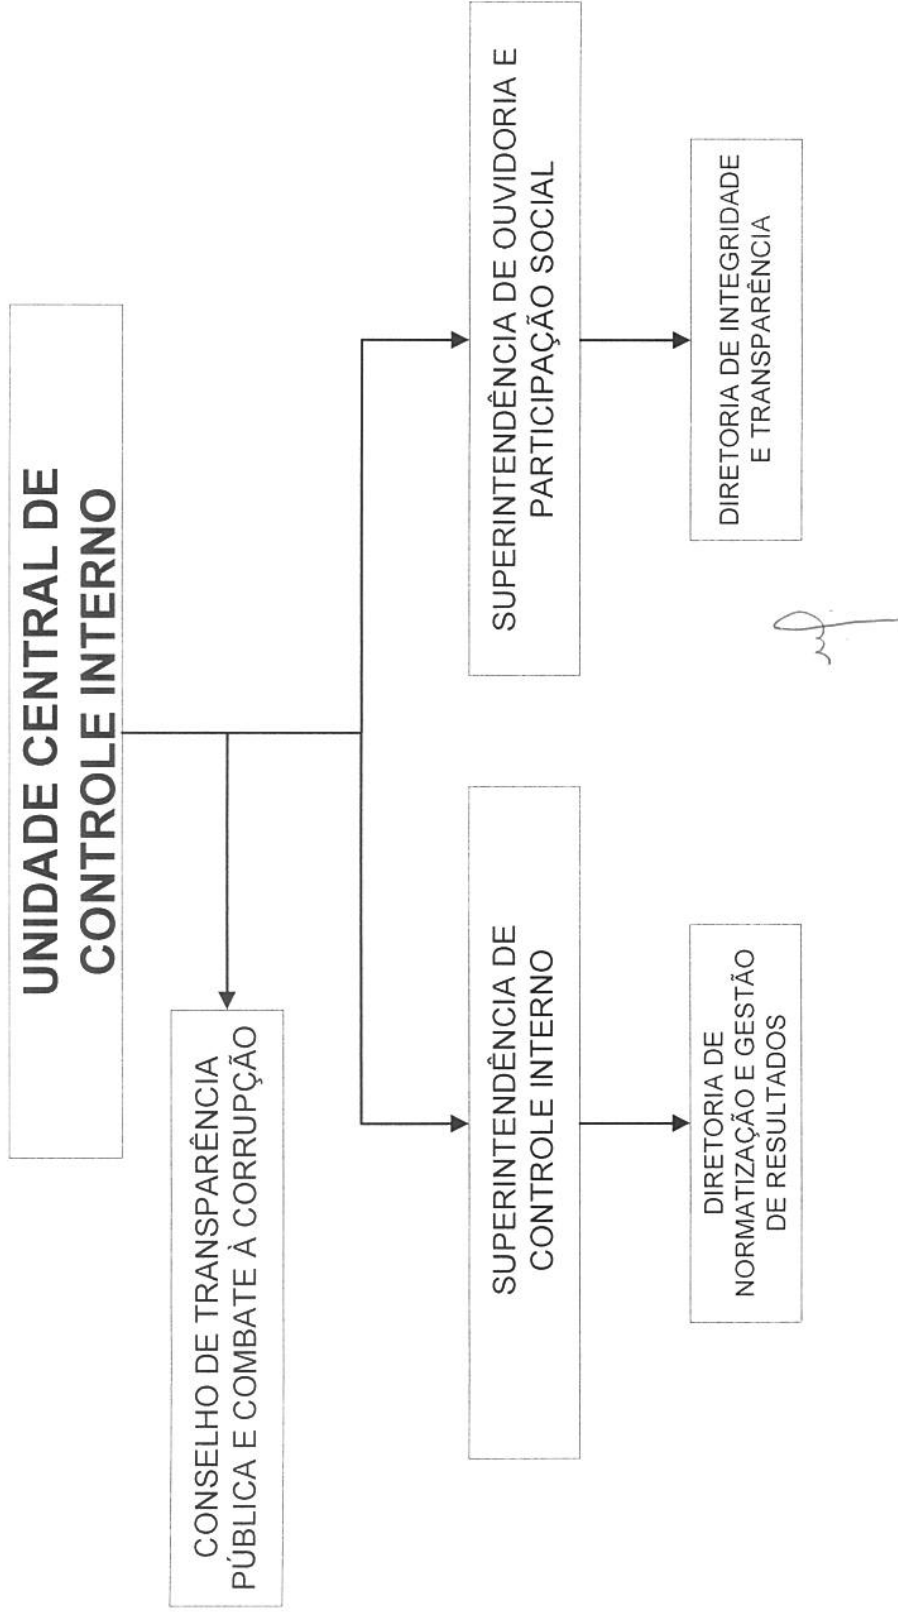 UNIDADE CENTRAL DE
CONTROLE INTERNO
CONSELHO DE TRANSPARÊNCIA
PÚBLICA E COMBATE À CORRUPÇÃO
SUPERINTENDÊNCIA DE
CONTROLE INTERNO
SUPERINTENDÊNCIA DE OUVIDORIA E
PARTICIPAÇÃO SOCIAL
DIRETORIA DE
NORMATIZAÇÃO E GESTÃO
DE RESULTADOS
DIRETORIA DE INTEGRIDADE
E TRANSPARÊNCIA